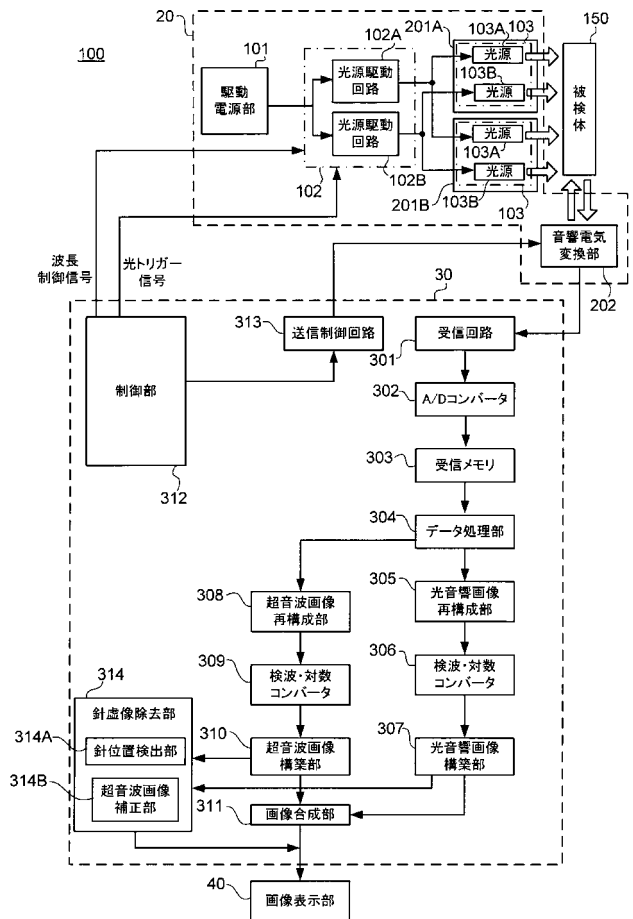 20
100
101
駆動
電源部
102A
光源駆動
回路
光源駆動
回路
102
102B
201A
103A
103
光源
103B
光源
光源
103A
光源
201B
103B
103
150
被検体
音響電気
変換部
202
波長
制御信号
光トリガー
信号
30
制御部
312
313
送信制御回路
301
受信回路
302
A/Dコンバータ
303
受信メモリ
304
データ処理部
305
光音響画像
再構成部
306
検波・対数
コンバータ
307
光音響画像
構築部
308
超音波画像
再構成部
309
検波・対数
コンバータ
310
超音波画像
構築部
314
針虚像除去部
314A
針位置検出部
314B
超音波画像
補正部
311
画像合成部
40
画像表示部